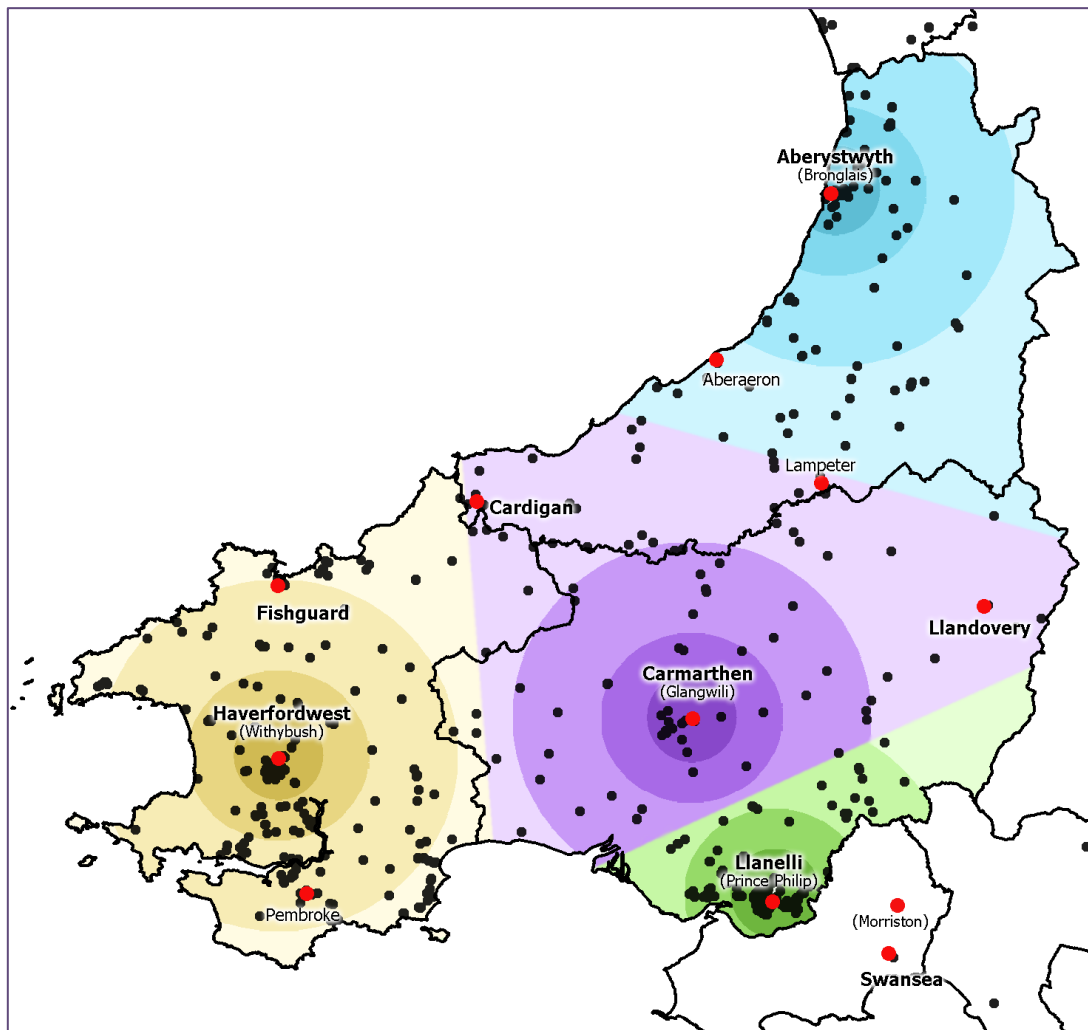 Aberystwyth
(Bronglais)
Aberaeron
Lampeter
Cardigan
Fishguard
Llandovery
Carmarthen
(Glangwili)
Haverfordwest
(Withybush)
Llanelli
(Prince Philip)
Pembroke
(Morriston)
Swansea